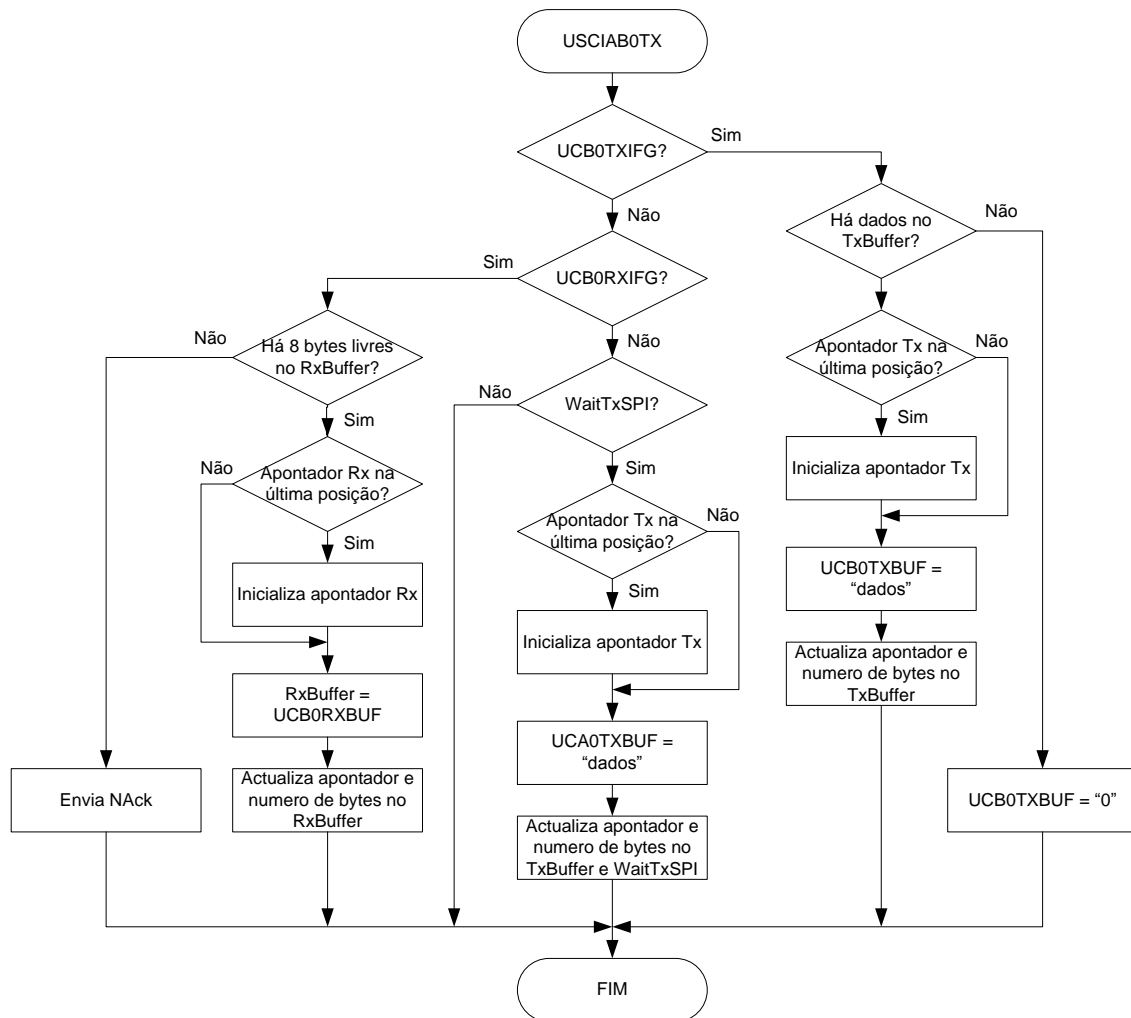 USCIAB0TX
UCB0TXIFG?
Sim
Não
Há dados no
TxBuffer?
Não
UCB0RXIFG?
Sim
Não
Não
Há 8 bytes livres
no RxBuffer?
Sim
Não
WaitTxSPI?
Sim
Apontador Tx na
última posição?
Não
Sim
Inicializa apontador Tx
Não
Apontador Rx na
última posição?
Sim
Inicializa apontador Rx
Apontador Tx na
última posição?
Não
Sim
Inicializa apontador Tx
UCB0TXBUF =
“dados”
Actualiza apontador e
numero de bytes no
TxBuffer
RxBuffer =
UCB0RXBUF
UCA0TXBUF =
“dados”
Envia NAck
Actualiza apontador e
numero de bytes no
RxBuffer
Actualiza apontador e
numero de bytes no
TxBuffer e WaitTxSPI
UCB0TXBUF = “0”
FIM